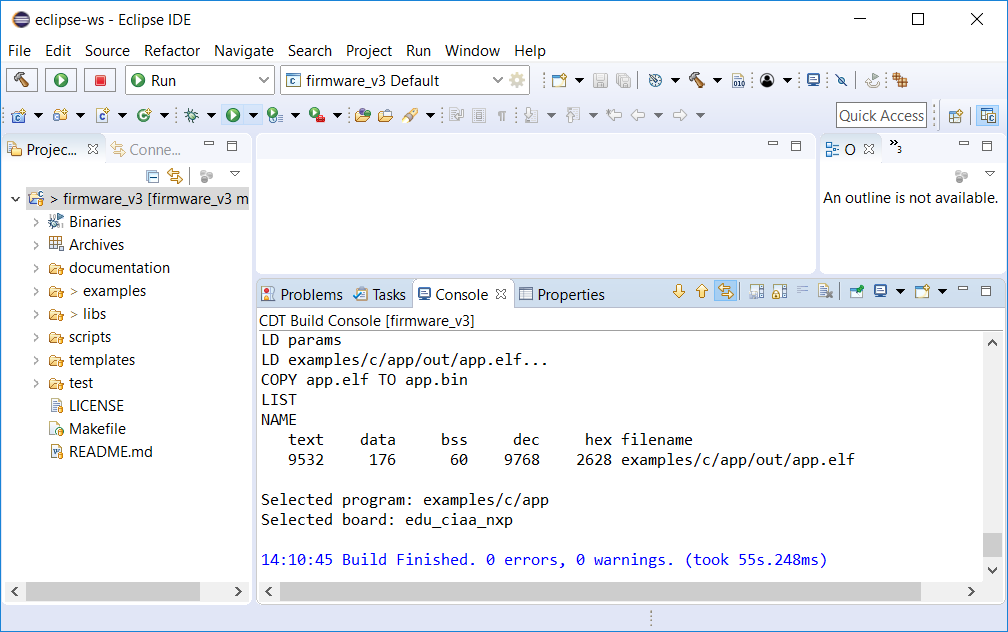 eclipse-ws - Eclipse IDE
File Edit Source Refactor Navigate Search Project Run Window Help
Run
firmware_v3 Default
010
Quick Access
Projec...
Conne...
> firmware_v3 [firmware_v3 m
Binaries
Archives
documentation
> examples
> libs
scripts
templates
test
LICENSE
Makefile
README.md
O
»3
An outline is not available.
Problems Tasks Console Properties
CDT Build Console [firmware_v3]
LD params
LD examples/c/app/out/app.elf...
COPY app.elf TO app.bin
LIST
NAME
text data bss dec hex filename
9532 176 60 9768 2628 examples/c/app/out/app.elf
Selected program: examples/c/app
Selected board: edu_ciaa_nxp
14:10:45 Build Finished. 0 errors, 0 warnings. (took 55s.248ms)